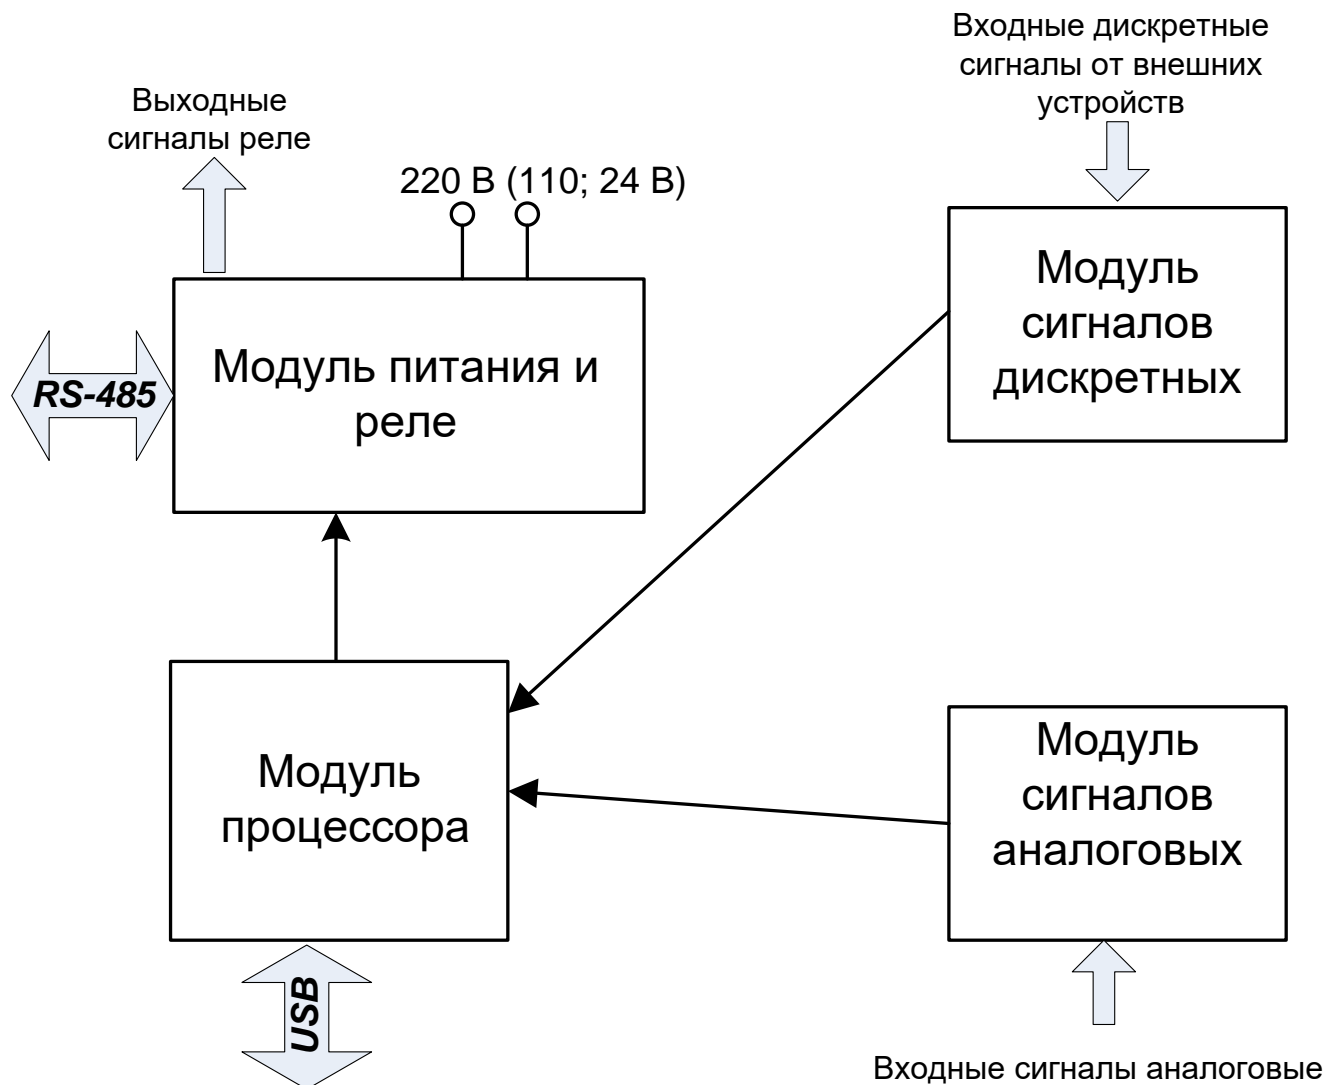 Входные дискретные
сигналы от внешних
устройств
Выходные
сигналы реле
220 В (110; 24 В)
Модуль
сигналов
дискретных
Модуль питания и
реле
RS-485
Модуль
процессора
Модуль
сигналов
аналоговых
USB
Входные сигналы аналоговые